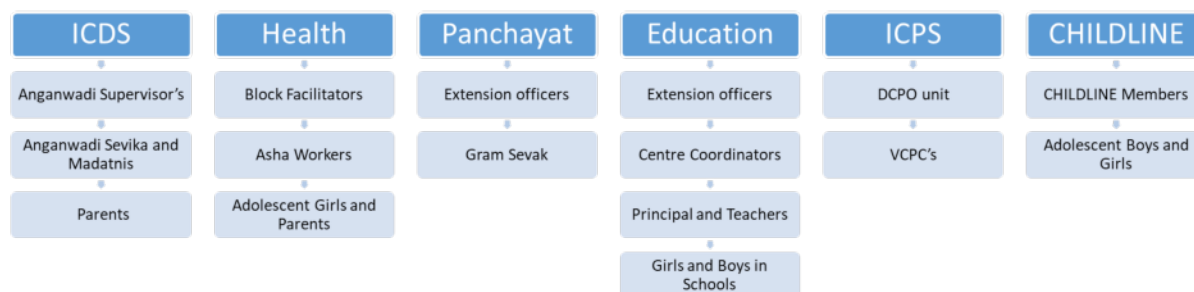 ICDS
Anganwadi Supervisor's
Anganwadi Sevika and
Madatnis
Parents
Health
Block Facilitators
Asha Workers
Adolescent Girls and
Parents
Panchayat
Extension officers
Gram Sevak
Education
Extension officers
Centre Coordinators
Principal and Teachers
Girls and Boys in
Schools
ICPS
DCPO unit
VCPC's
CHILDLINE
CHILDLINE Members
Adolescent Boys and
Girls